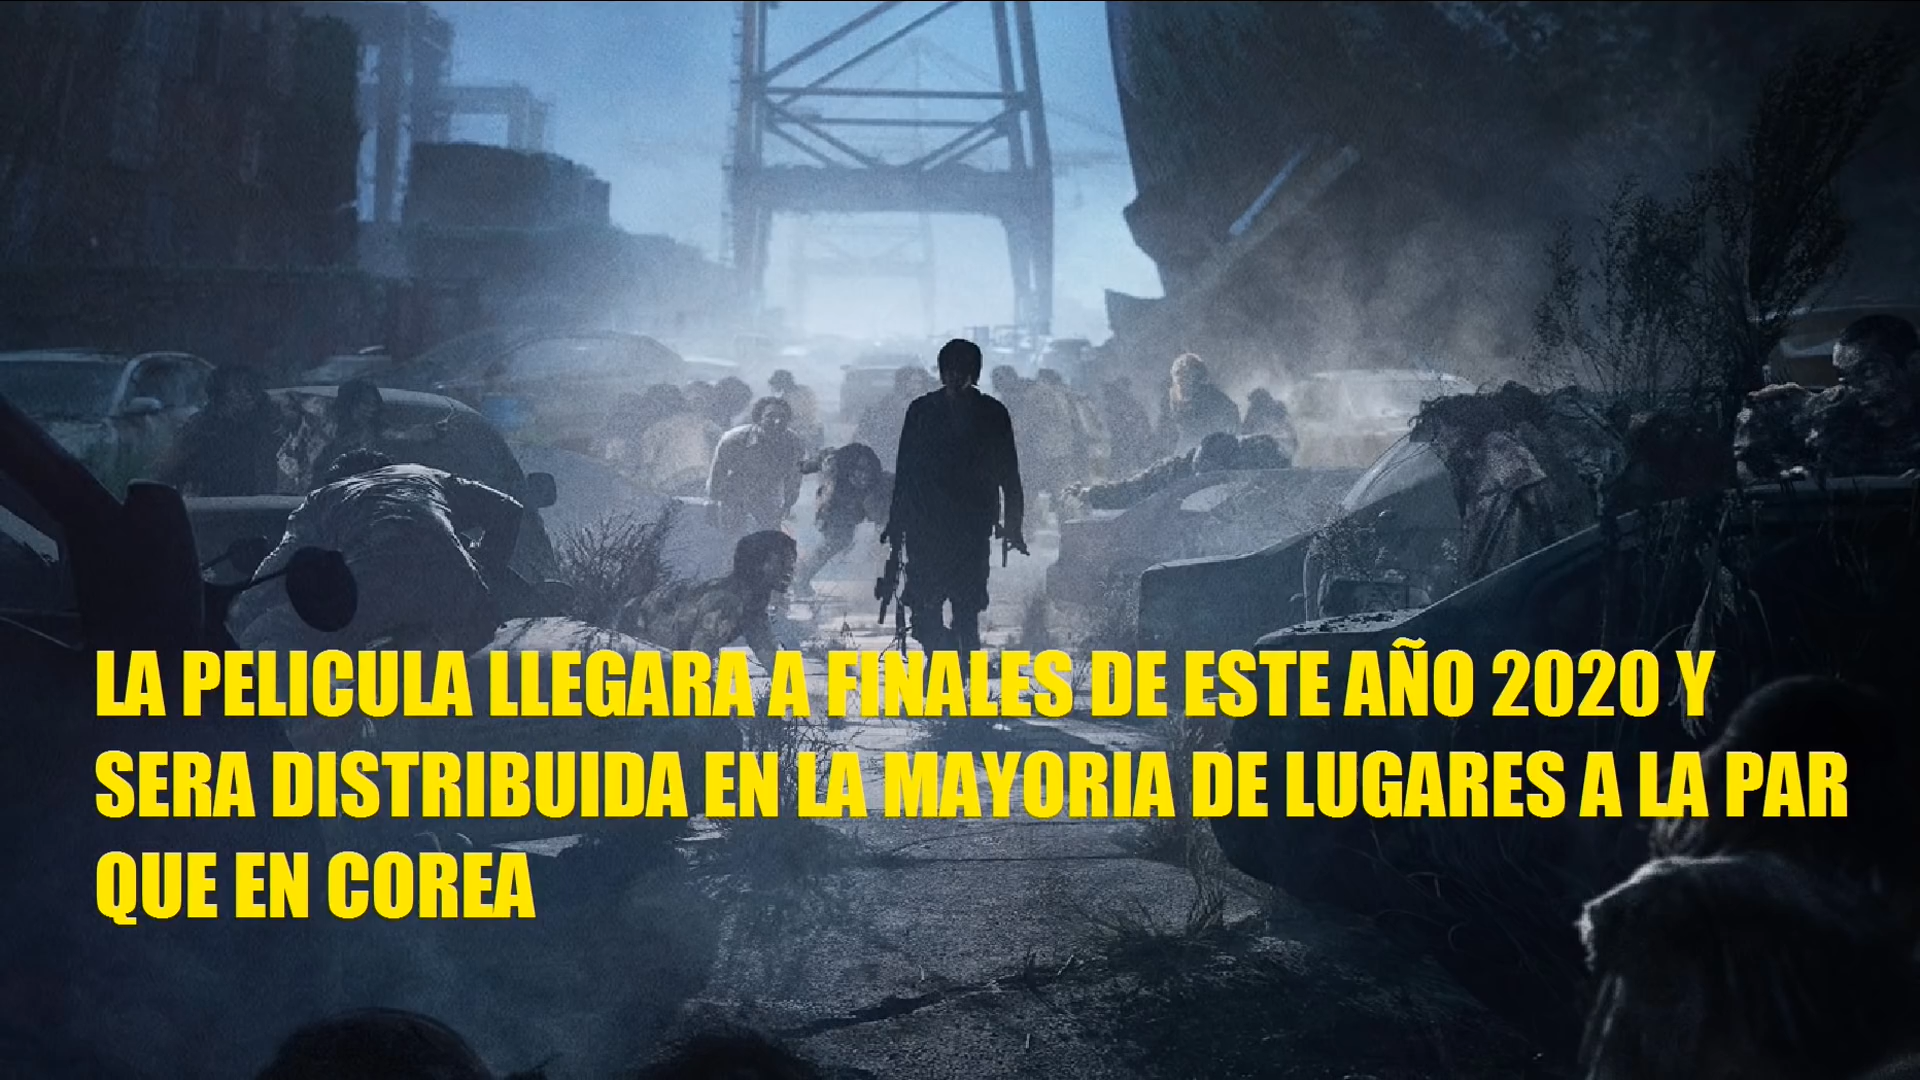 LA PELICULA LLEGARA A FINALES DE ESTE AÑO 2020 Y
SERA DISTRIBUIDA EN LA MAYORIA DE LUGARES A LA PAR
QUE EN COREA